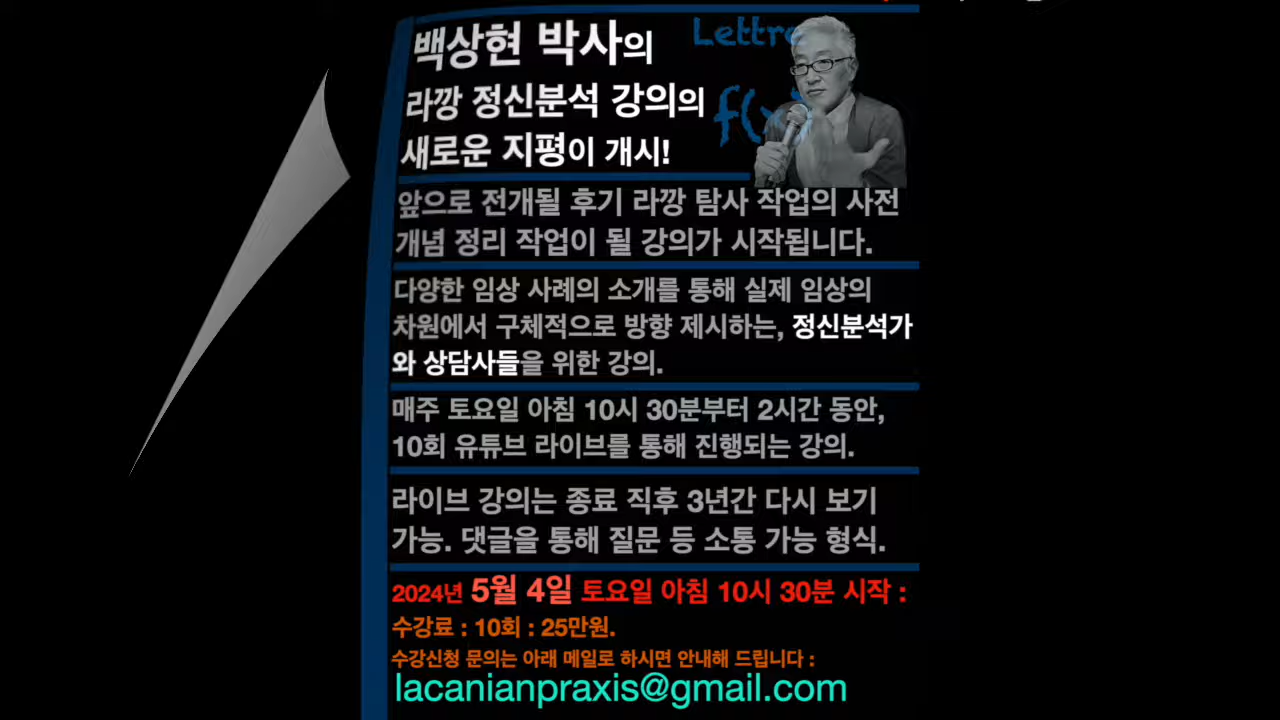 백상현 박사의
라깡 정신분석 강의의
새로운 지평이 개시!
Lettre
f(x)
앞으로 전개될 후기 라깡 탐사 작업의 사전
개념 정리 작업이 될 강의가 시작됩니다.
다양한 임상 사례의 소개를 통해 실제 임상의
차원에서 구체적으로 방향 제시하는, 정신분석가
와 상담사들을 위한 강의.
매주 토요일 아침 10시 30분부터 2시간 동안,
10회 유튜브 라이브를 통해 진행되는 강의.
라이브 강의는 종료 직후 3년간 다시 보기
가능. 댓글을 통해 질문 등 소통 가능 형식.
2024년 5월 4일 토요일 아침 10시 30분 시작 :
수강료 : 10회 : 25만원.
수강신청 문의는 아래 메일로 하시면 안내해 드립니다 :
lacanianpraxis@gmail.com